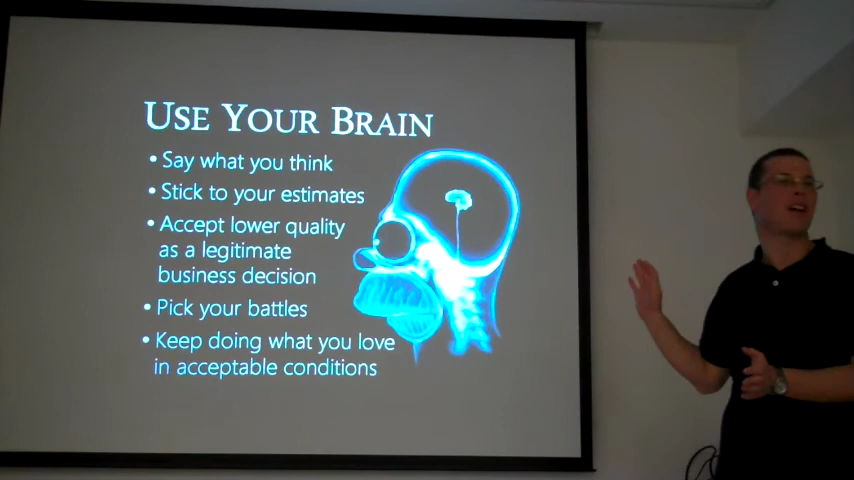 USE YOUR BRAIN
• Say what you think
• Stick to your estimates
• Accept lower quality
as a legitimate
business decision
• Pick your battles
• Keep doing what you love
in acceptable conditions